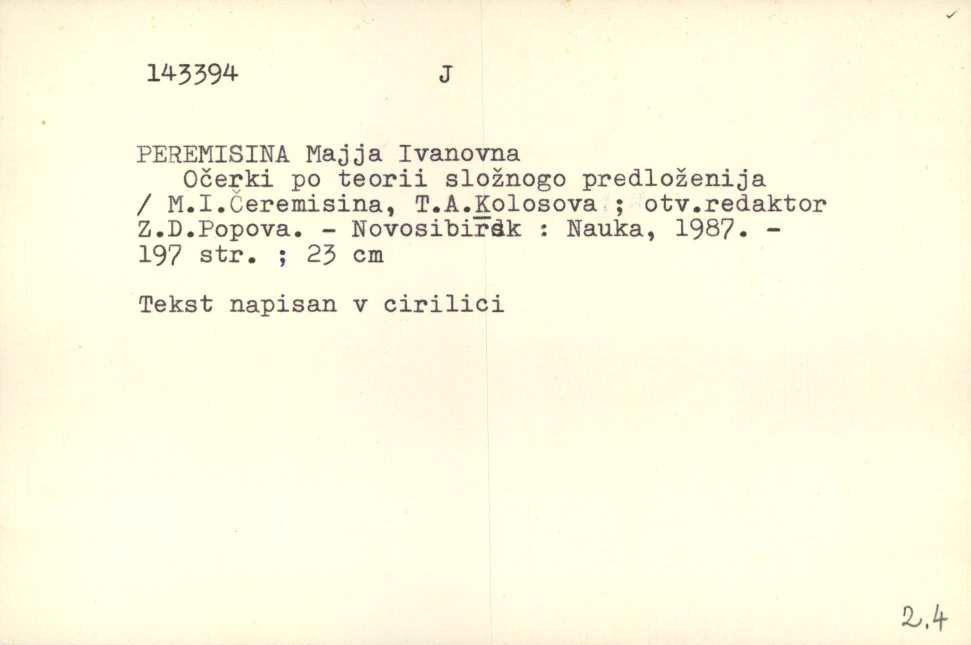 143394 J
PEREMISINA Majja Ivanovna
Očerki po teorii složnogo predloženija
/ M.I.Čeremisina, T.A.Kolosova ; otv.redaktor
Z.D.Popova. - Novosibirsk : Nauka, 1987. -
197 str. ; 23 cm
Tekst napisan v cirilici
2.4